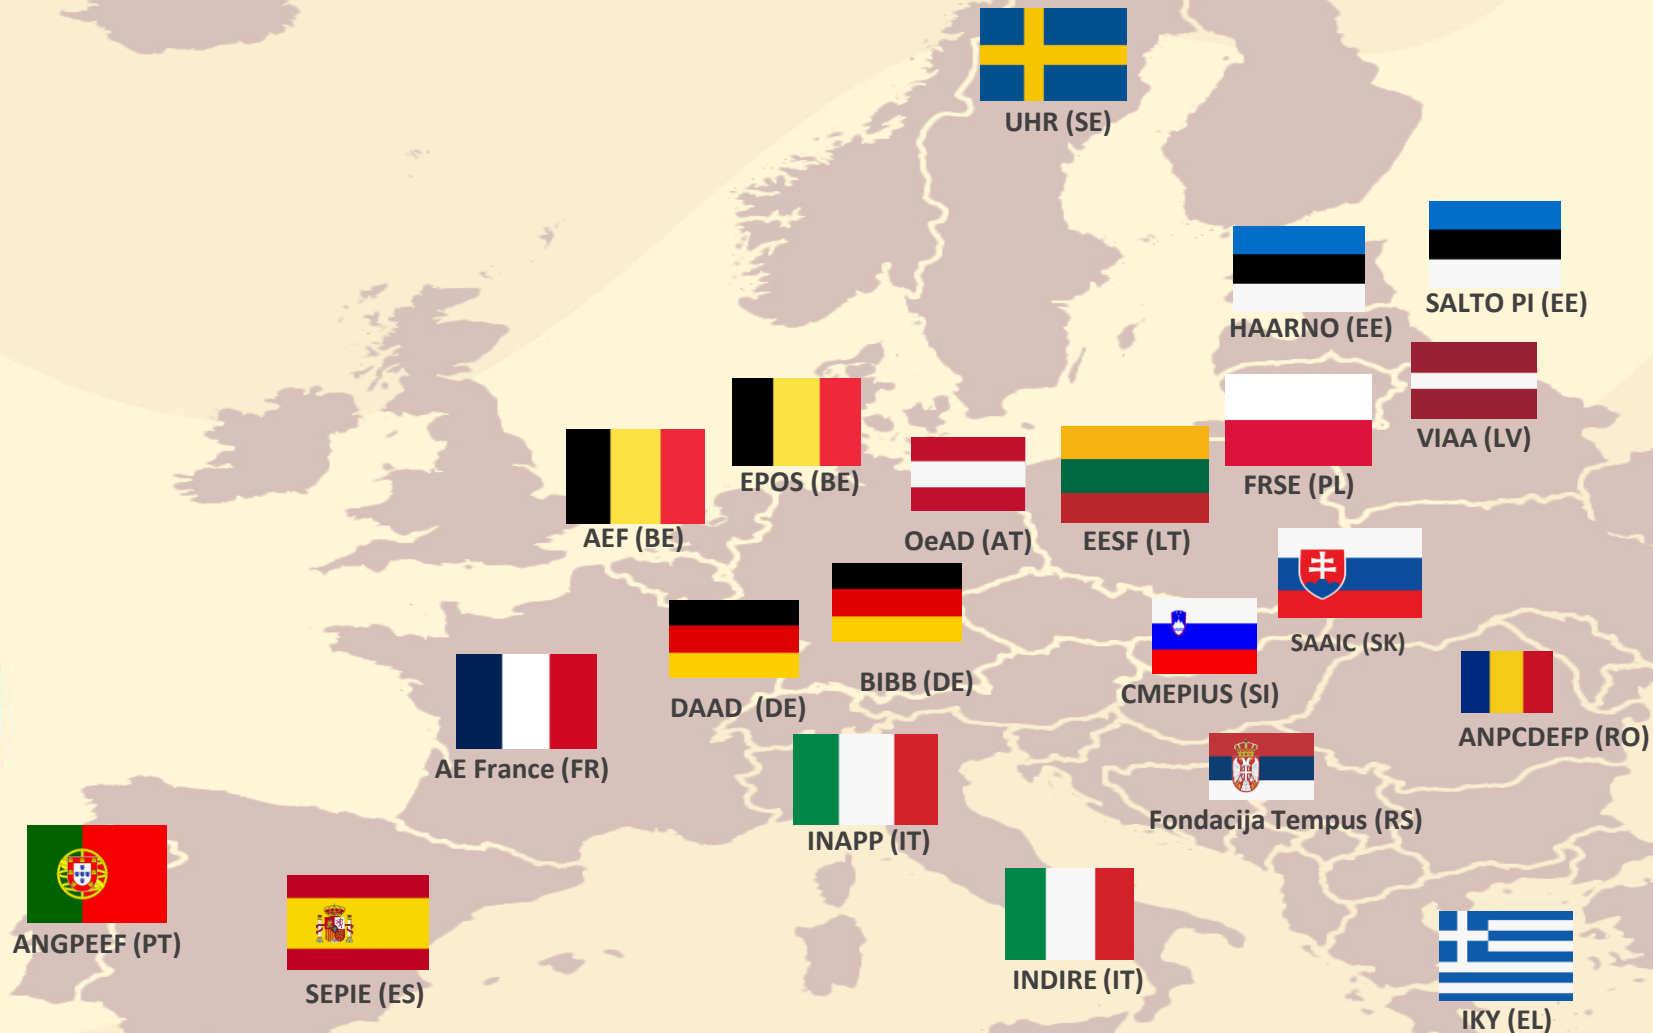 UHR (SE)
SALTO PI (EE)
HAARNO (EE)
VIAA (LV)
EPOS (BE)
FRSE (PL)
AEF (BE)
OeAD (AT)
EESF (LT)
SAAIC (SK)
BIBB (DE)
CMEPIUS (SI)
DAAD (DE)
ANPCDEFP (RO)
AE France (FR)
Fondacija Tempus (RS)
INAPP (IT)
ANGPEEF (PT)
INDIRE (IT)
SEPIE (ES)
IKY (EL)